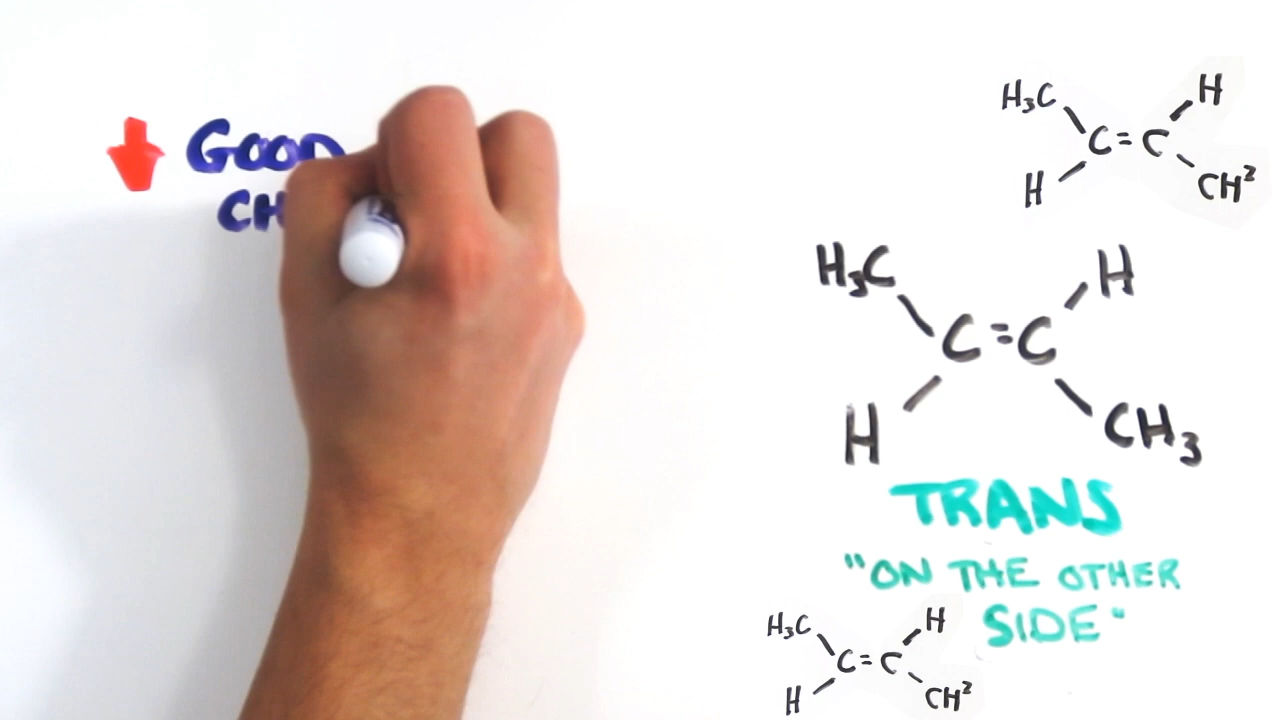 GOOD
CH
H₃C H
C=C
H CH²
H₃C H
C=C
H CH₃
TRANS
"ON THE OTHER
SIDE"
H₃C H
C=C
H CH²